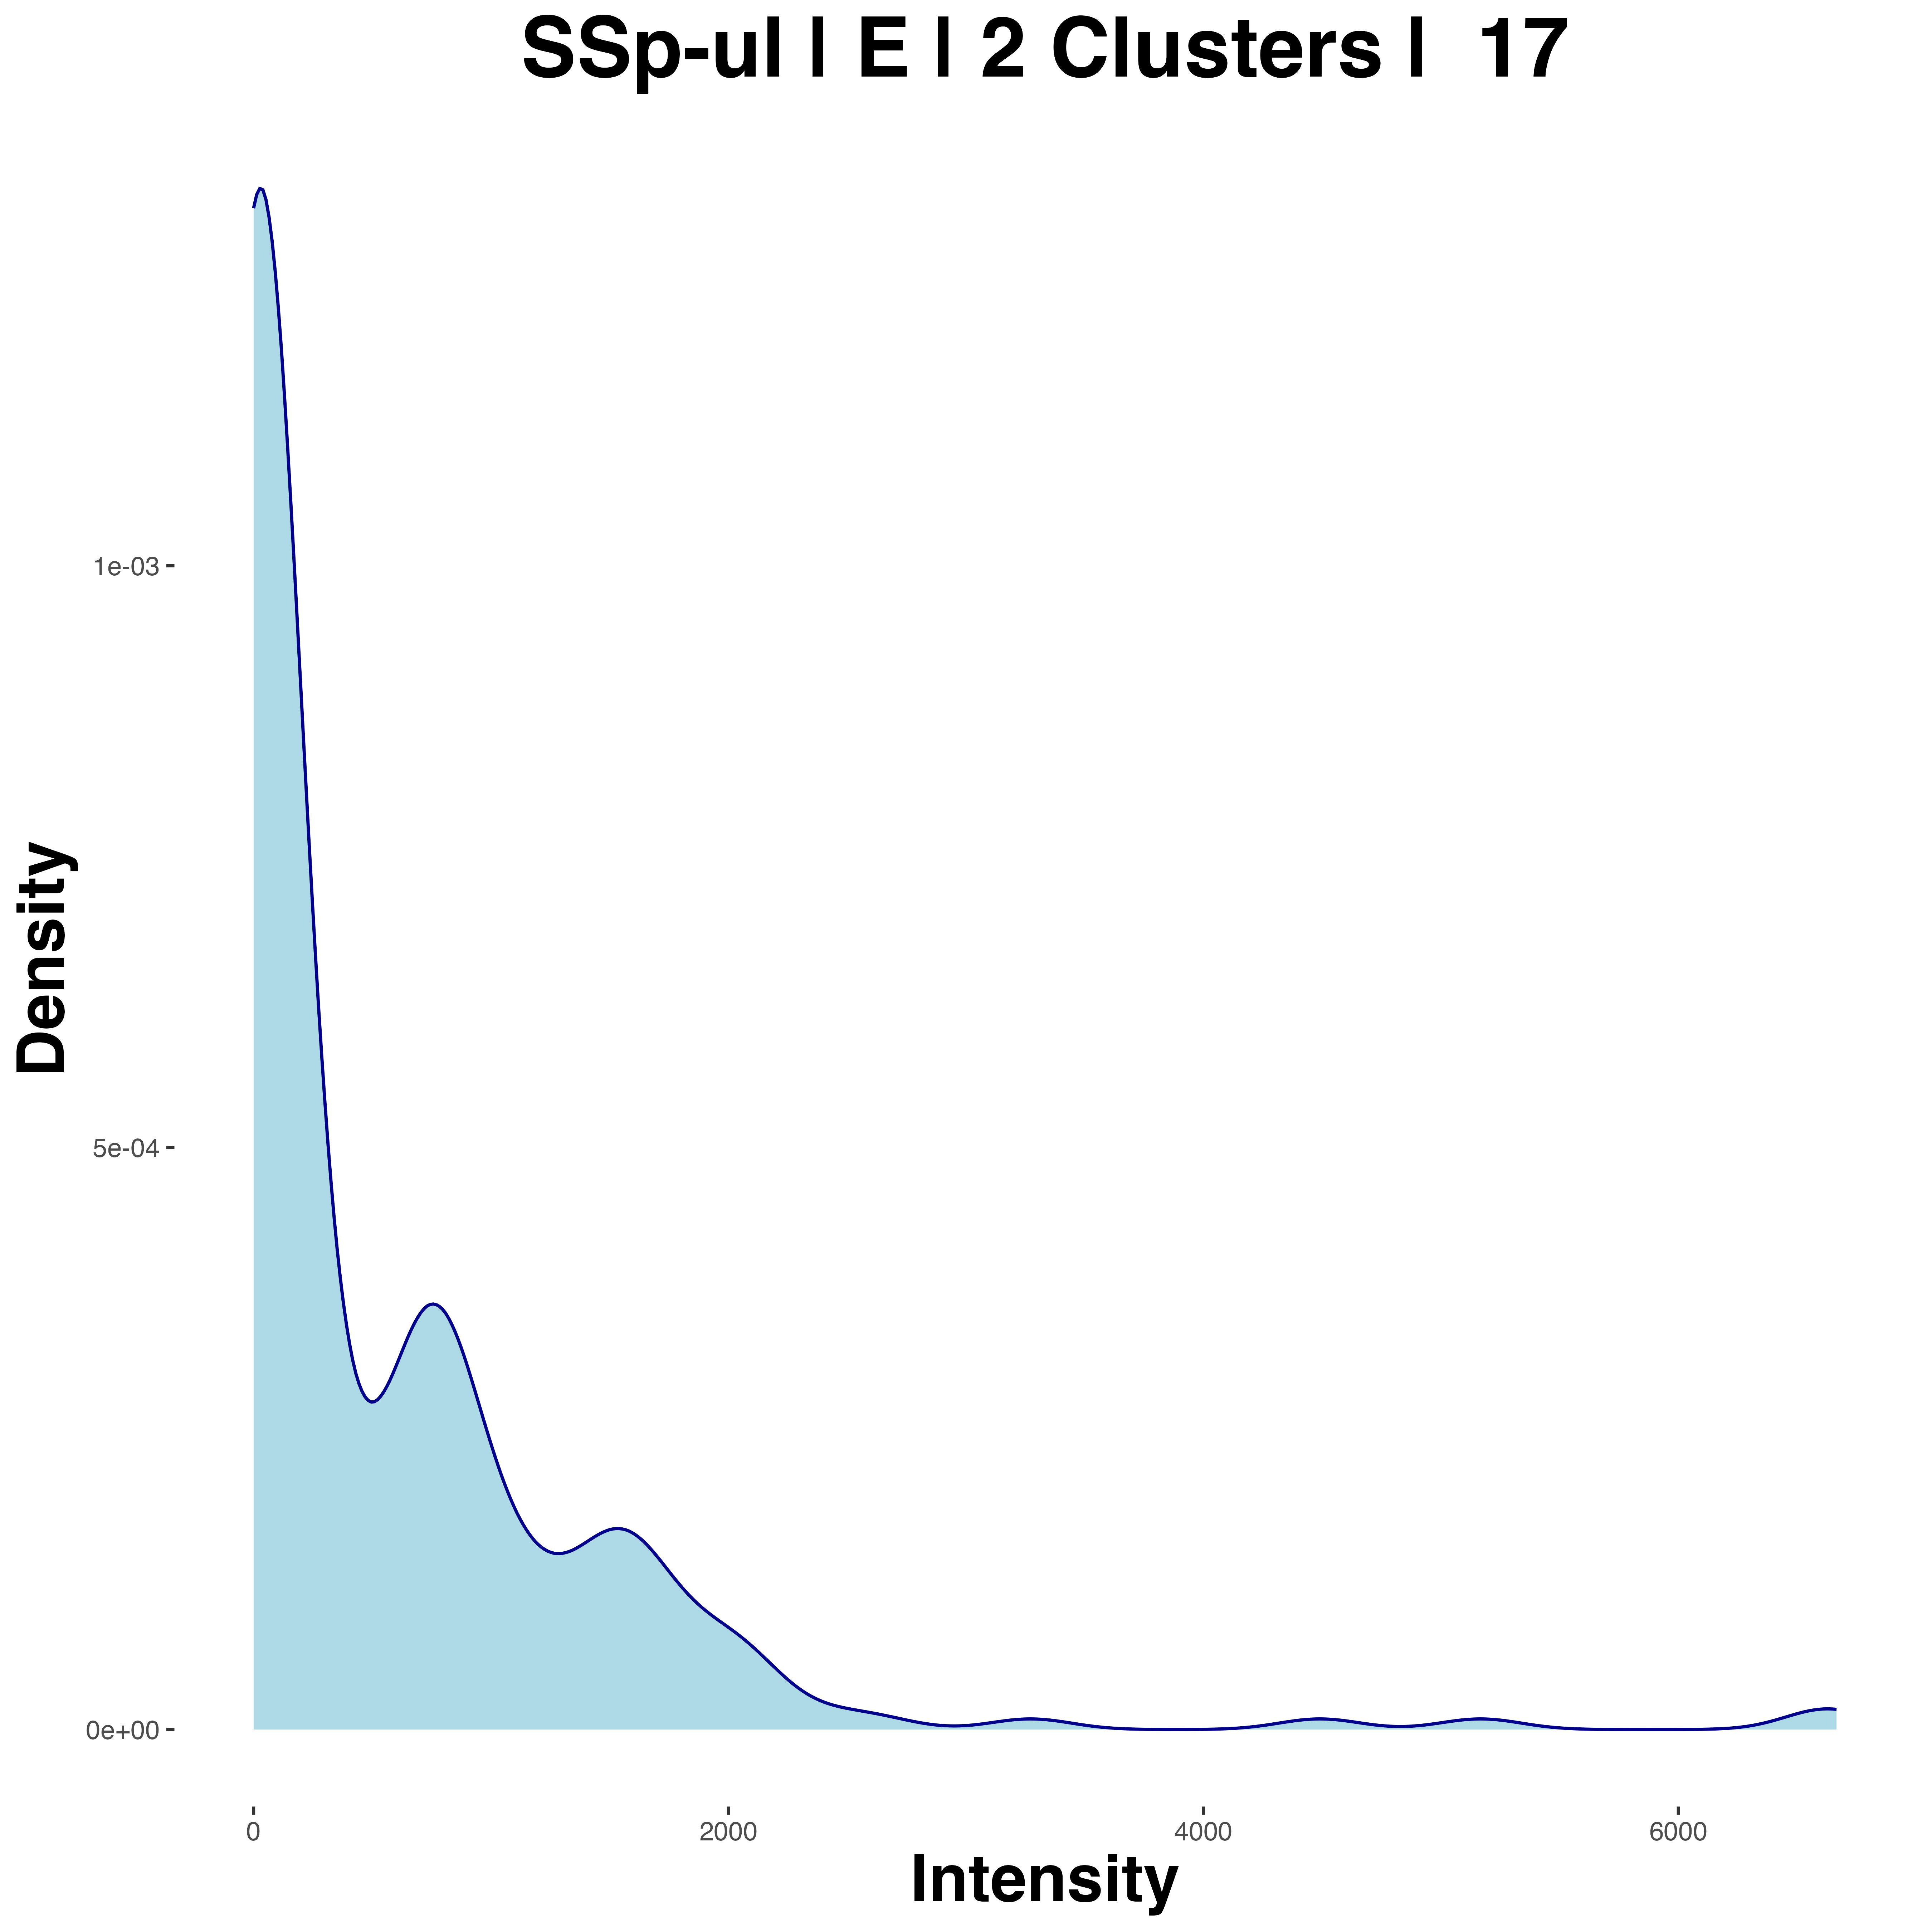 SSp-ul | E | 2 Clusters | 17
Density
1e-03
5e-04
0e+00
0
2000
4000
6000
Intensity